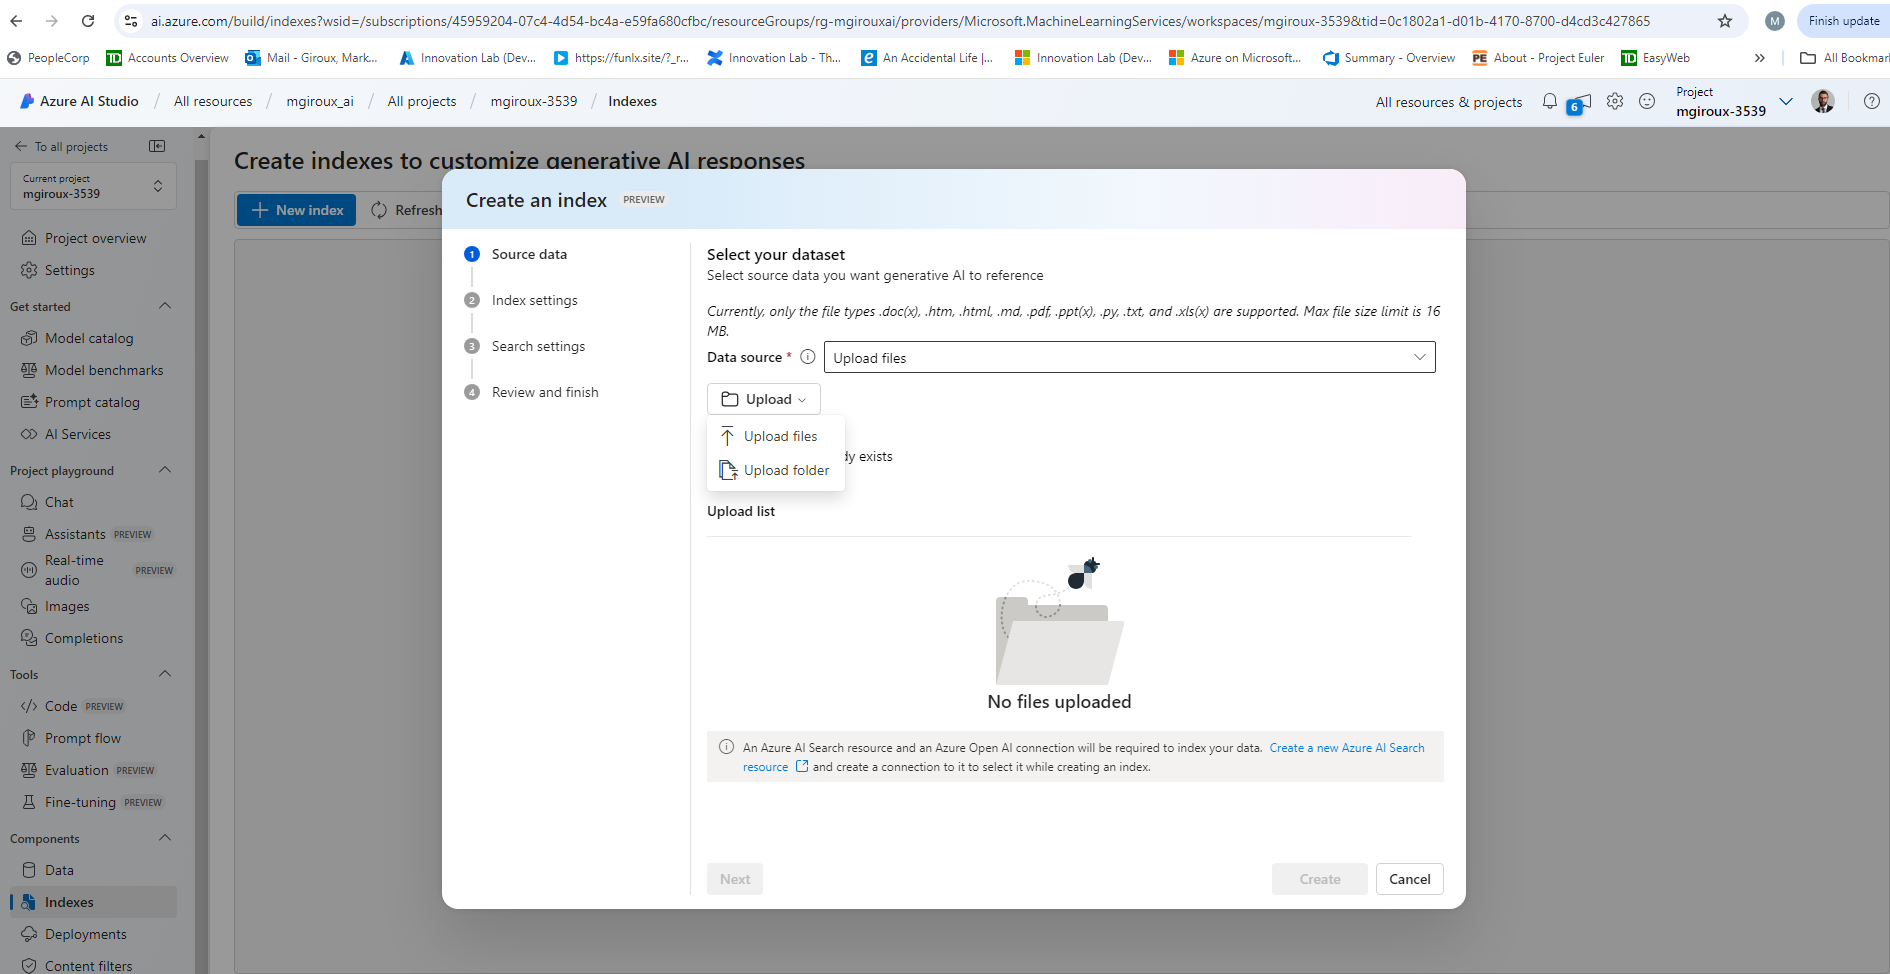 ai.azure.com/build/indexes?wsid=/subscriptions/45959204-07c4-4d54-bc4a-e59fa680cfbc/resourceGroups/rg-mgirouxai/providers/Microsoft.MachineLearningServices/workspaces/mgiroux-3539&tid=0c1802a1-d01b-4170-8700-d4cd3c427865
M
Finish update
PeopleCorp
TD Accounts Overview
Mail - Giroux, Mark...
Innovation Lab (Dev...
https://funlx.site/?_r...
Innovation Lab - Th...
An Accidental Life |...
Innovation Lab (Dev...
Azure on Microsoft...
Summary - Overview
PE About - Project Euler
TD EasyWeb
All Bookmar
Azure AI Studio / All resources / mgiroux_ai / All projects / mgiroux-3539 / Indexes
All resources & projects
6
Project
mgiroux-3539
To all projects
Current project
mgiroux-3539
Project overview
Settings
Get started
Model catalog
Model benchmarks
Prompt catalog
AI Services
Project playground
Chat
Assistants PREVIEW
Real-time audio PREVIEW
Images
Completions
Tools
Code PREVIEW
Prompt flow
Evaluation PREVIEW
Fine-tuning PREVIEW
Components
Data
Indexes
Deployments
Content filters
Create indexes to customize generative AI responses
New index
Refresh
Create an index PREVIEW
1 Source data
2 Index settings
3 Search settings
4 Review and finish
Select your dataset
Select source data you want generative AI to reference
Currently, only the file types .doc(x), .htm, .html, .md, .pdf, .ppt(x), .py, .txt, and .xls(x) are supported. Max file size limit is 16
MB.
Data source * Upload files
Upload
Upload files
dy exists
Upload folder
Upload list
No files uploaded
An Azure AI Search resource and an Azure Open AI connection will be required to index your data. Create a new Azure AI Search
resource and create a connection to it to select it while creating an index.
Next
Create
Cancel